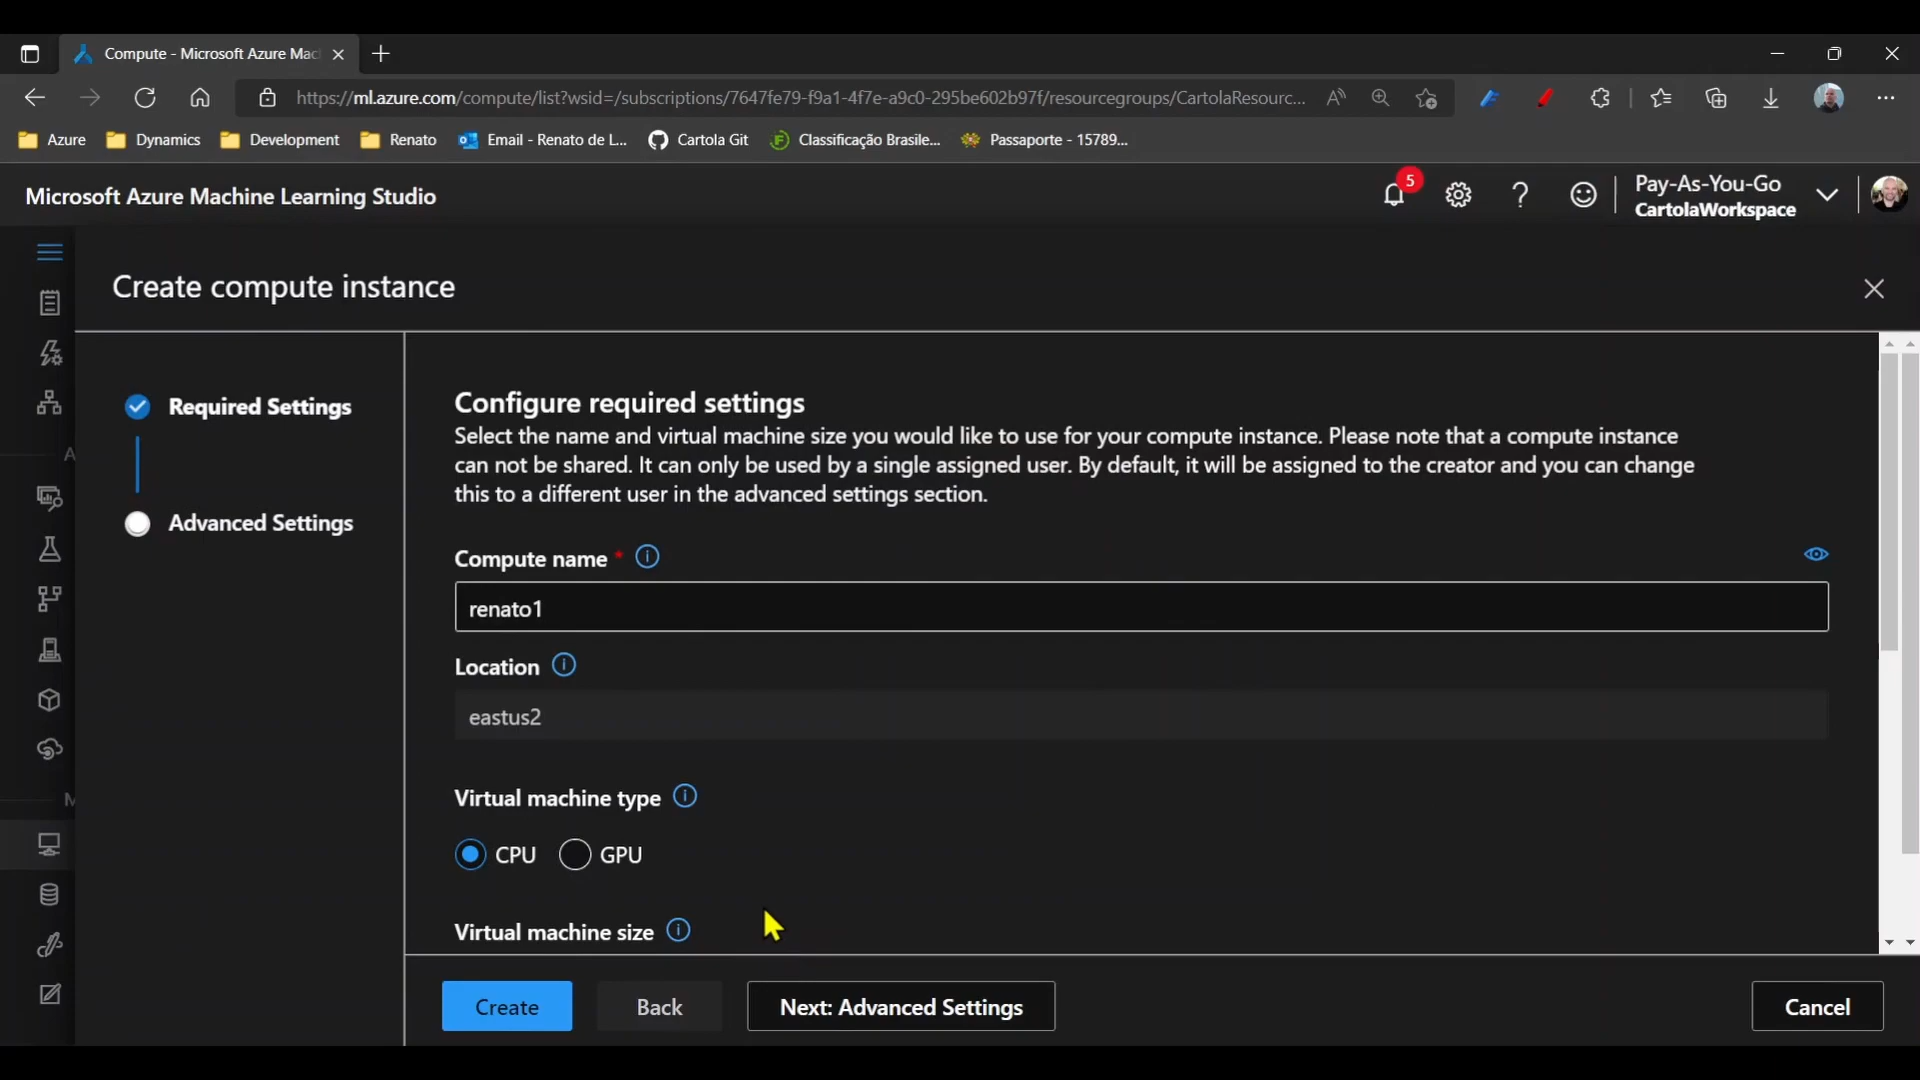 Compute - Microsoft Azure Mac
https://ml.azure.com/compute/list?wsid=/subscriptions/7647fe79-f9a1-4f7e-a9c0-295be602b97f/resourcegroups/CartolaResourc...
Azure
Dynamics
Development
Renato
Email - Renato de L...
Cartola Git
Classificação Brasile...
Passaporte - 15789...
Microsoft Azure Machine Learning Studio
5
Pay-As-You-Go
CartolaWorkspace
Create compute instance
Required Settings
Advanced Settings
Configure required settings
Select the name and virtual machine size you would like to use for your compute instance. Please note that a compute instance
can not be shared. It can only be used by a single assigned user. By default, it will be assigned to the creator and you can change
this to a different user in the advanced settings section.
Compute name *
renato1
Location
eastus2
Virtual machine type
CPU
GPU
Virtual machine size
Create
Back
Next: Advanced Settings
Cancel